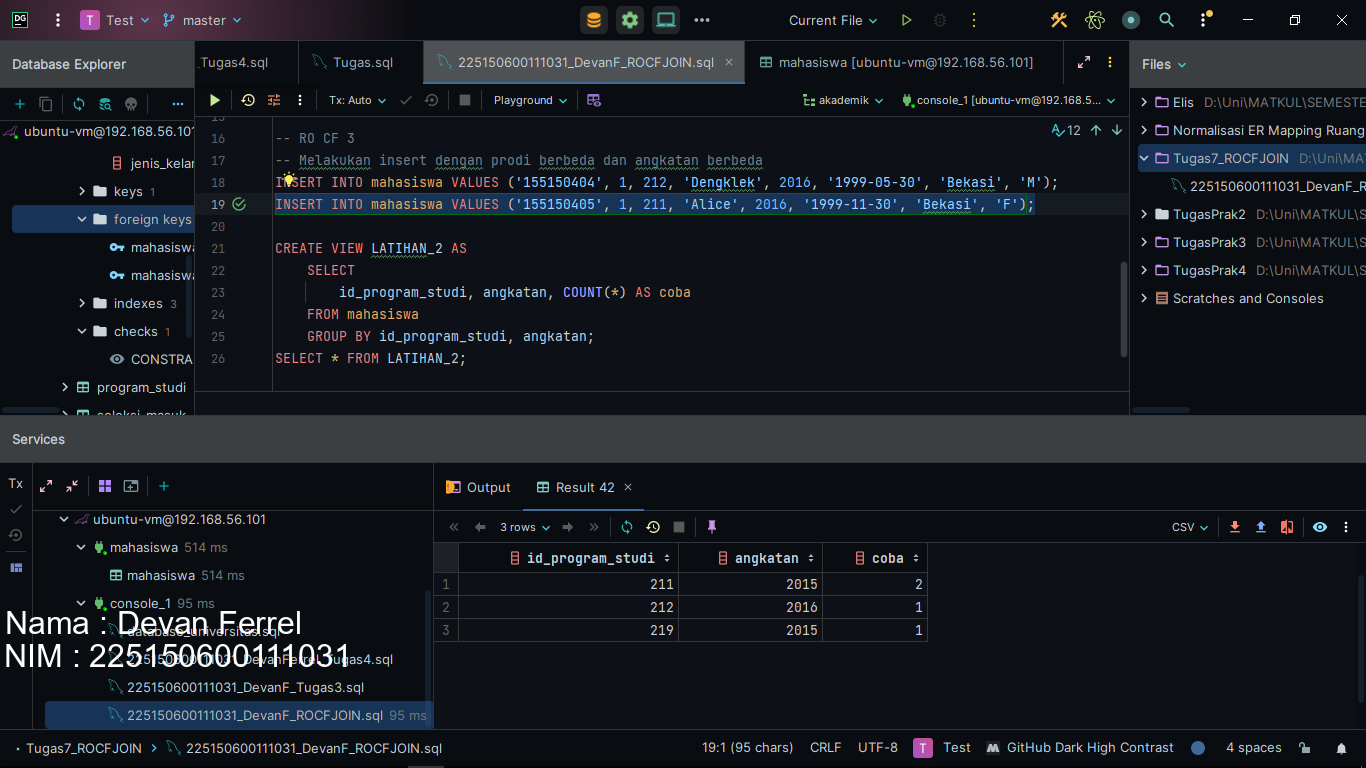 DG
T Test master Current File
Database Explorer
_Tugas4.sql Tugas.sql 225150600111031_DevanF_ROCFJOIN.sql × mahasiswa [ubuntu-vm@192.168.56.101]
Files
Tx: Auto Playground akademik console_1 [ubuntu-vm@192.168.5...
ubuntu-vm@192.168.56.101
jenis_kelar
keys 1
foreign keys
mahasiswa
mahasiswa
indexes 3
checks 1
CONSTRA
program_studi
seleksi_masuk
12
16 -- RO CF 3
17 -- Melakukan insert dengan prodi berbeda dan angkatan berbeda
18 INSERT INTO mahasiswa VALUES ('155150404', 1, 212, 'Dengklek', 2016, '1999-05-30', 'Bekasi', 'M');
19 INSERT INTO mahasiswa VALUES ('155150405', 1, 211, 'Alice', 2016, '1999-11-30', 'Bekasi', 'F');
20
21 CREATE VIEW LATIHAN_2 AS
22 SELECT
23 id_program_studi, angkatan, COUNT(*) AS coba
24 FROM mahasiswa
25 GROUP BY id_program_studi, angkatan;
26 SELECT * FROM LATIHAN_2;
Elis D:\Uni\MATKUL\SEMESTE
Normalisasi ER Mapping Ruang
Tugas7_ROCFJOIN D:\Uni\MA
225150600111031_DevanF_R
TugasPrak2 D:\Uni\MATKUL\S
TugasPrak3 D:\Uni\MATKUL\S
TugasPrak4 D:\Uni\MATKUL\S
Scratches and Consoles
Services
Tx
ubuntu-vm@192.168.56.101
mahasiswa 514 ms
mahasiswa 514 ms
console_1 95 ms
database_universitas.sql
225150600111031_DevanFerrel_Tugas4.sql
225150600111031_DevanF_Tugas3.sql
225150600111031_DevanF_ROCFJOIN.sql 95 ms
Nama : Devan Ferrel
NIM : 225150600111031
Output Result 42 ×
3 rows CSV
id_program_studi angkatan coba
1 211 2015 2
2 212 2016 1
3 219 2015 1
Tugas7_ROCFJOIN 225150600111031_DevanF_ROCFJOIN.sql
19:1 (95 chars) CRLF UTF-8 T Test GitHub Dark High Contrast 4 spaces